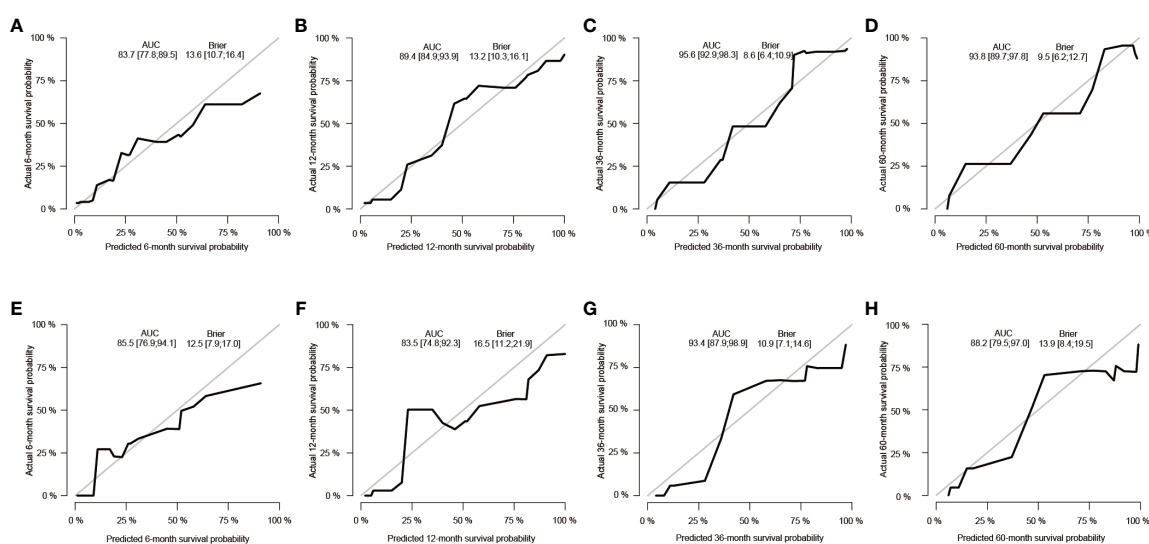 A
AUC Brier
83.7 [77.8;89.5] 13.6 [10.7;16.4]
Actual 6-month survival probability
100 %
75 %
50 %
25 %
0 %
0 % 25 % 50 % 75 % 100 %
Predicted 6-month survival probability
B
AUC Brier
89.4 [84.9;93.9] 13.2 [10.3;16.1]
Actual 12-month survival probability
100 %
75 %
50 %
25 %
0 %
0 % 25 % 50 % 75 % 100 %
Predicted 12-month survival probability
C
AUC Brier
95.6 [92.9;98.3] 8.6 [6.4;10.9]
Actual 36-month survival probability
100 %
75 %
50 %
25 %
0 %
0 % 25 % 50 % 75 % 100 %
Predicted 36-month survival probability
D
AUC Brier
93.8 [89.7;97.8] 9.5 [6.2;12.7]
Actual 60-month survival probability
100 %
75 %
50 %
25 %
0 %
0 % 25 % 50 % 75 % 100 %
Predicted 60-month survival probability
E
AUC Brier
85.5 [76.9;94.1] 12.5 [7.9;17.0]
Actual 6-month survival probability
100 %
75 %
50 %
25 %
0 %
0 % 25 % 50 % 75 % 100 %
Predicted 6-month survival probability
F
AUC Brier
83.5 [74.8;92.3] 16.5 [11.2;21.9]
Actual 12-month survival probability
100 %
75 %
50 %
25 %
0 %
0 % 25 % 50 % 75 % 100 %
Predicted 12-month survival probability
G
AUC Brier
93.4 [87.9;98.9] 10.9 [7.1;14.6]
Actual 36-month survival probability
100 %
75 %
50 %
25 %
0 %
0 % 25 % 50 % 75 % 100 %
Predicted 36-month survival probability
H
AUC Brier
88.2 [79.5;97.0] 13.9 [8.4;19.5]
Actual 60-month survival probability
100 %
75 %
50 %
25 %
0 %
0 % 25 % 50 % 75 % 100 %
Predicted 60-month survival probability